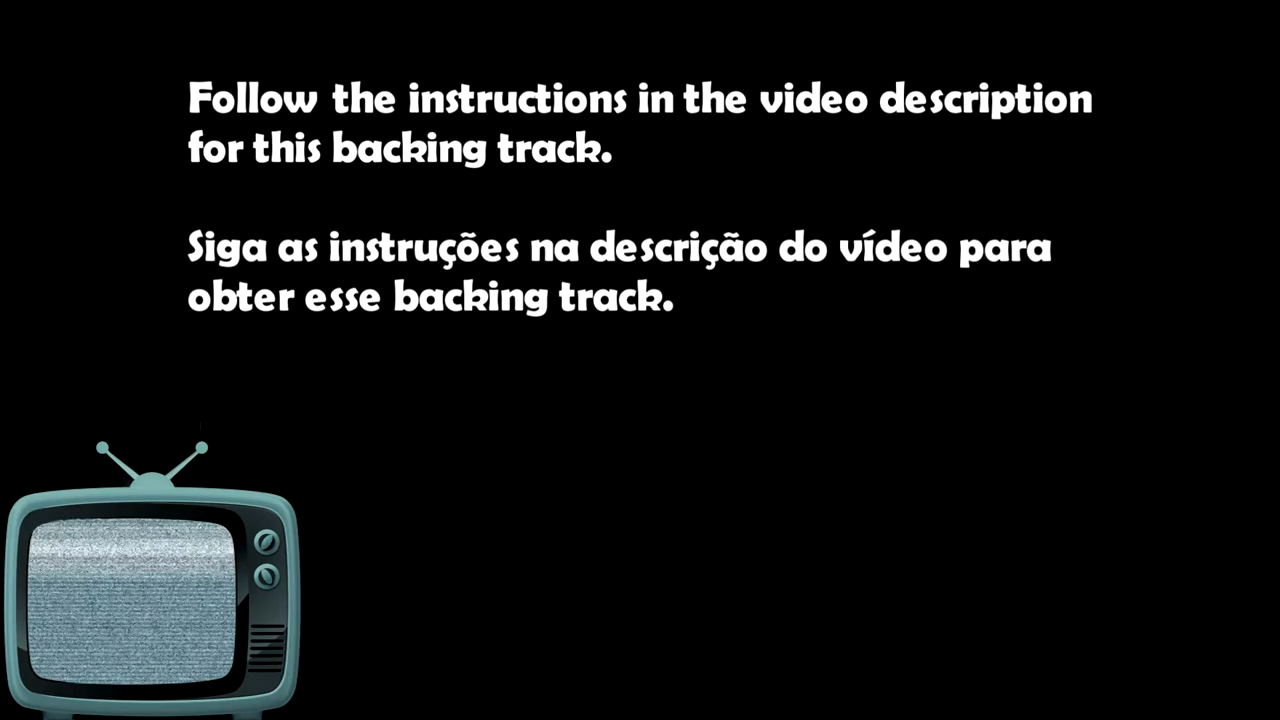 Follow the instructions in the video description
for this backing track.
Siga as instruções na descrição do vídeo para
obter esse backing track.